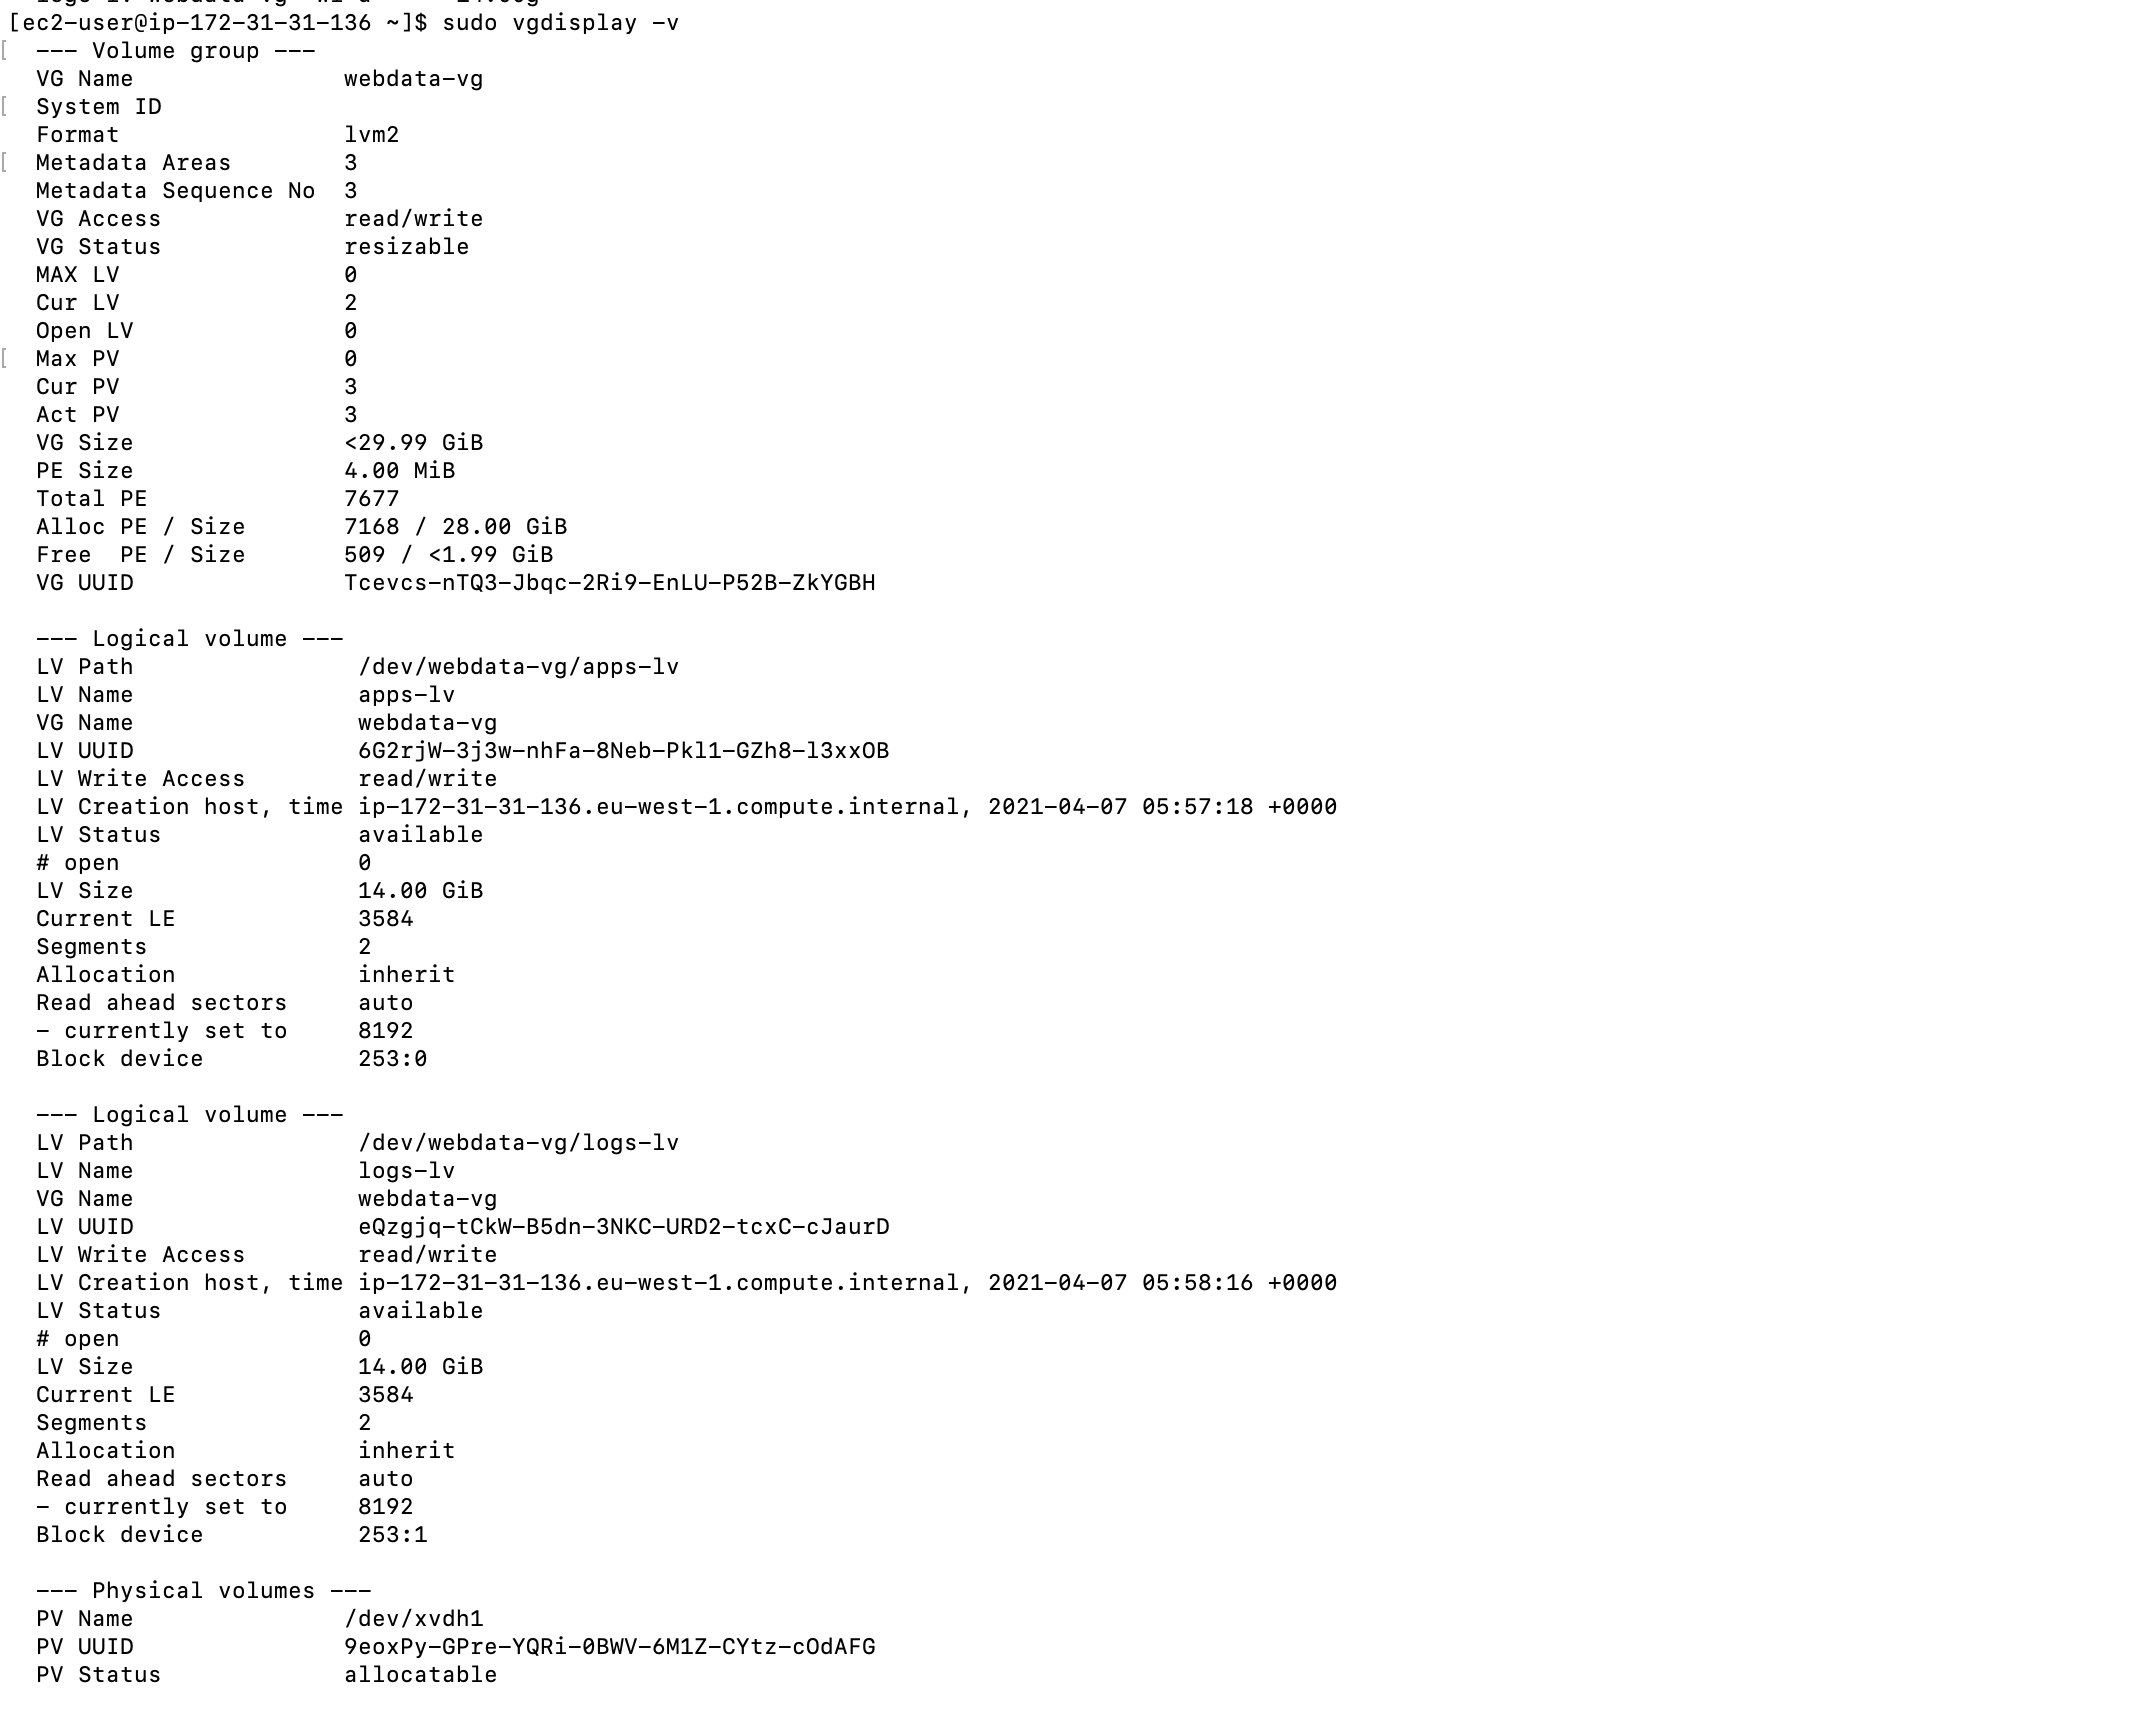 [ec2-user@ip-172-31-31-136 ~]$ sudo vgdisplay -v
--- Volume group ---
VG Name webdata-vg
System ID
Format lvm2
Metadata Areas 3
Metadata Sequence No 3
VG Access read/write
VG Status resizable
MAX LV 0
Cur LV 2
Open LV 0
Max PV 0
Cur PV 3
Act PV 3
VG Size <29.99 GiB
PE Size 4.00 MiB
Total PE 7677
Alloc PE / Size 7168 / 28.00 GiB
Free  PE / Size 509 / <1.99 GiB
VG UUID Tcevcs-nTQ3-Jbqc-2Ri9-EnLU-P52B-ZkYGBH
--- Logical volume ---
LV Path /dev/webdata-vg/apps-lv
LV Name apps-lv
VG Name webdata-vg
LV UUID 6G2rjW-3j3w-nhFa-8Neb-Pkl1-GZh8-l3xxOB
LV Write Access read/write
LV Creation host, time ip-172-31-31-136.eu-west-1.compute.internal, 2021-04-07 05:57:18 +0000
LV Status available
# open 0
LV Size 14.00 GiB
Current LE 3584
Segments 2
Allocation inherit
Read ahead sectors auto
- currently set to 8192
Block device 253:0
--- Logical volume ---
LV Path /dev/webdata-vg/logs-lv
LV Name logs-lv
VG Name webdata-vg
LV UUID eQzgjq-tCkW-B5dn-3NKC-URD2-tcxC-cJaurD
LV Write Access read/write
LV Creation host, time ip-172-31-31-136.eu-west-1.compute.internal, 2021-04-07 05:58:16 +0000
LV Status available
# open 0
LV Size 14.00 GiB
Current LE 3584
Segments 2
Allocation inherit
Read ahead sectors auto
- currently set to 8192
Block device 253:1
--- Physical volumes ---
PV Name /dev/xvdh1
PV UUID 9eoxPy-GPre-YQRi-0BWV-6M1Z-CYtz-cOdAFG
PV Status allocatable